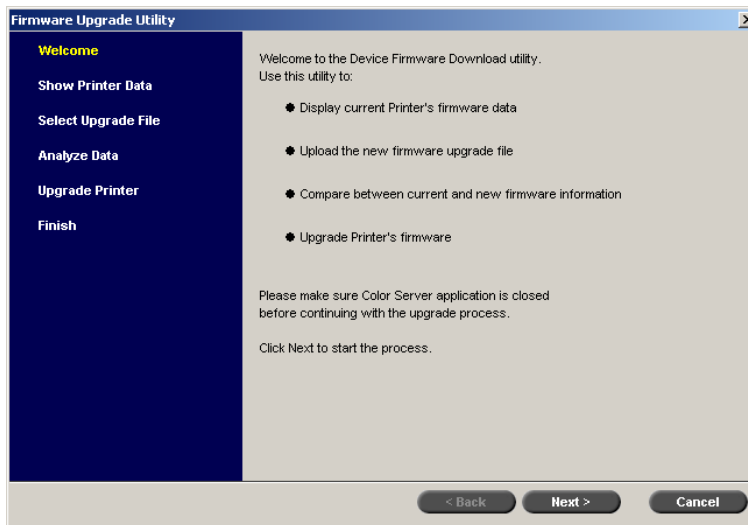 Firmware Upgrade Utility
Welcome
Show Printer Data
Select Upgrade File
Analyze Data
Upgrade Printer
Finish
Welcome to the Device Firmware Download utility.
Use this utility to:
Display current Printer's firmware data
Upload the new firmware upgrade file
Compare between current and new firmware information
Upgrade Printer's firmware
Please make sure Color Server application is closed
before continuing with the upgrade process.
Click Next to start the process.
< Back
Next >
Cancel